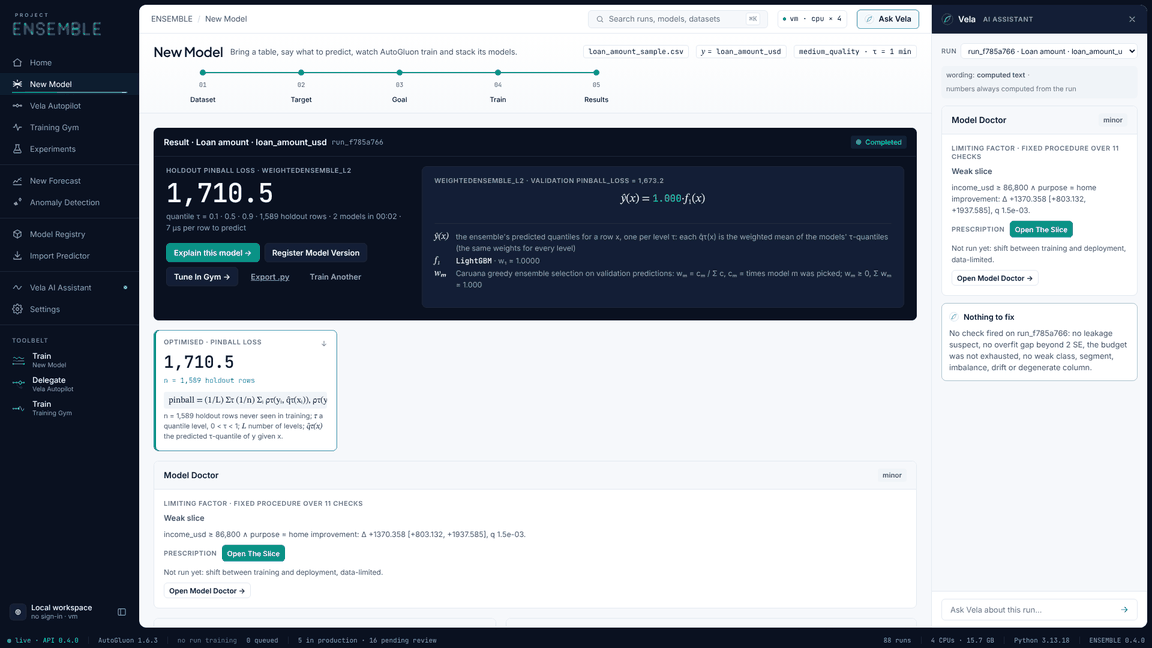 PROJECT
ENSEMBLE
Home
New Model
Vela Autopilot
Training Gym
Experiments
New Forecast
Anomaly Detection
Model Registry
Import Predictor
Vela AI Assistant
Settings
TOOLBELT
Train
New Model
Delegate
Vela Autopilot
Train
Training Gym
Local workspace
no sign-in · vm
ENSEMBLE / New Model
Search runs, models, datasets
⌘K
vm · cpu × 4
Ask Vela
New Model
Bring a table, say what to predict, watch AutoGluon train and stack its models.
loan_amount_sample.csv
y = loan_amount_usd
medium_quality · τ = 1 min
01 02 03 04 05
Dataset Target Goal Train Results
Result · Loan amount · loan_amount_usd run_f785a766
Completed
HOLDOUT PINBALL LOSS · WEIGHTEDENSEMBLE_L2
1,710.5
quantile τ = 0.1 · 0.5 · 0.9 · 1,589 holdout rows · 2 models in 00:02 ·
7 µs per row to predict
Explain this model →
Register Model Version
Tune In Gym →
Export .py
Train Another
WEIGHTEDENSEMBLE_L2 · VALIDATION PINBALL_LOSS = 1,673.2
ŷ(x) = 1.000·f₁(x)
ŷ(x) the ensemble's predicted quantiles for a row x, one per level τ: each q̂τ(x) is the weighted mean of the models' τ-quantiles
(the same weights for every level)
f₁ LightGBM · w₁ = 1.0000
wₘ Caruana greedy ensemble selection on validation predictions: wₘ = cₘ / Σ c, cₘ = times model m was picked; wₘ ≥ 0, Σ wₘ
= 1.000
OPTIMISED · PINBALL LOSS ↓
1,710.5
n = 1,589 holdout rows
pinball = (1/L) Στ (1/n) Σᵢ ρτ(yᵢ, q̂τ(xᵢ)), ρτ(y
n = 1,589 holdout rows never seen in training; τ a
quantile level, 0 < τ < 1; L number of levels; q̂τ(x)
the predicted τ-quantile of y given x.
Model Doctor
minor
LIMITING FACTOR · FIXED PROCEDURE OVER 11 CHECKS
Weak slice
income_usd ≥ 86,800 ∧ purpose = home improvement: Δ +1370.358 [+803.132, +1937.585], q 1.5e-03.
PRESCRIPTION Open The Slice
Not run yet: shift between training and deployment, data-limited.
Open Model Doctor →
Vela AI ASSISTANT
RUN run_f785a766 · Loan amount · loan_amount_u
wording: computed text ·
numbers always computed from the run
Model Doctor
minor
LIMITING FACTOR · FIXED PROCEDURE OVER 11
CHECKS
Weak slice
income_usd ≥ 86,800 ∧ purpose = home
improvement: Δ +1370.358 [+803.132,
+1937.585], q 1.5e-03.
PRESCRIPTION Open The Slice
Not run yet: shift between training and deployment,
data-limited.
Open Model Doctor →
Nothing to fix
No check fired on run_f785a766: no leakage
suspect, no overfit gap beyond 2 SE, the budget
was not exhausted, no weak class, segment,
imbalance, drift or degenerate column.
Ask Vela about this run...
live · API 0.4.0
AutoGluon 1.6.3
no run training 0 queued
5 in production · 16 pending review
88 runs
4 CPUs · 15.7 GB
Python 3.13.18
ENSEMBLE 0.4.0